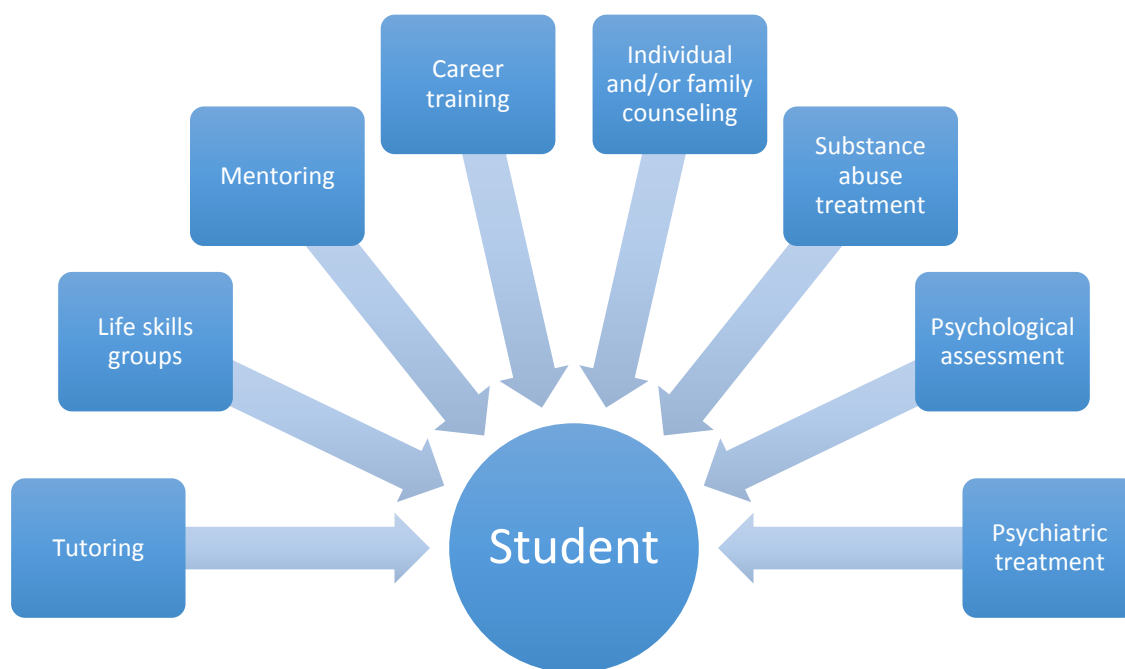 Career
training
Individual
and/or family
counseling
Mentoring
Substance
abuse
treatment
Life skills
groups
Psychological
assessment
Tutoring
Student
Psychiatric
treatment